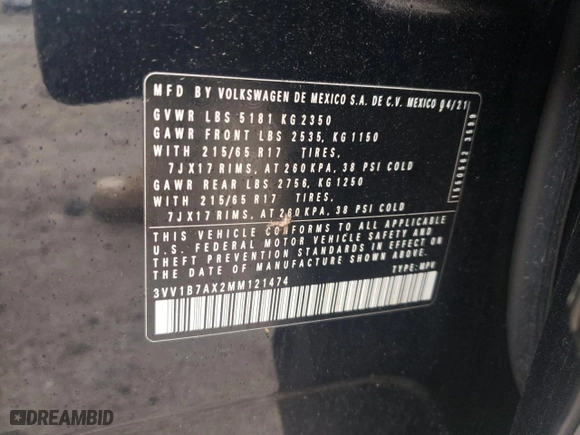 MFD BY VOLKSWAGEN DE MEXICO S.A. DE C.V. MEXICO 04/21
GVWR LBS 5181 KG 2350
GAWR FRONT LBS 2535, KG 1150
WITH 215/65 R17 TIRES,
7JX17 RIMS, AT 260 KPA, 38 PSI COLD
GAWR REAR LBS 2756, KG 1250
WITH 215/65 R17 TIRES,
7JX17 RIMS, AT 260 KPA, 38 PSI COLD
THIS VEHICLE CONFORMS TO ALL APPLICABLE
U.S. FEDERAL MOTOR VEHICLE SAFETY AND
THEFT PREVENTION STANDARDS IN EFFECT ON
THE DATE OF MANUFACTURE SHOWN ABOVE.
3VV1B7AX2MM121474 TYPE: MPV
DREAMBID